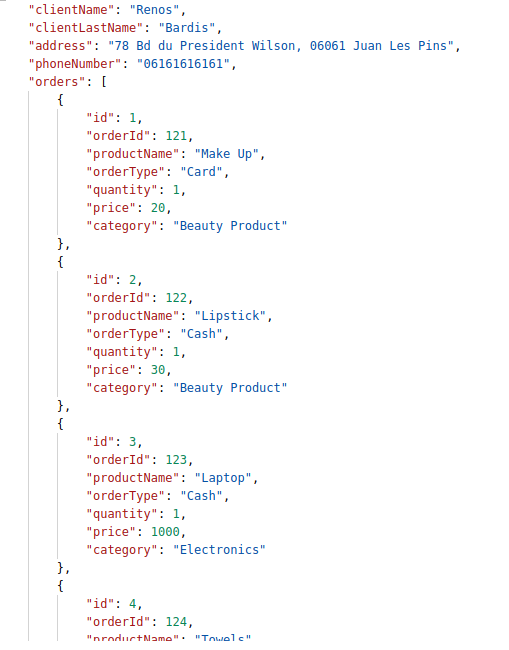 "clientName": "Renos",
"clientLastName": "Bardis",
"address": "78 Bd du President Wilson, 06061 Juan Les Pins",
"phoneNumber": "06161616161",
"orders": [
{
"id": 1,
"orderId": 121,
"productName": "Make Up",
"orderType": "Card",
"quantity": 1,
"price": 20,
"category": "Beauty Product"
},
{
"id": 2,
"orderId": 122,
"productName": "Lipstick",
"orderType": "Cash",
"quantity": 1,
"price": 30,
"category": "Beauty Product"
},
{
"id": 3,
"orderId": 123,
"productName": "Laptop",
"orderType": "Cash",
"quantity": 1,
"price": 1000,
"category": "Electronics"
},
{
"id": 4,
"orderId": 124,
"productName": "Towels"